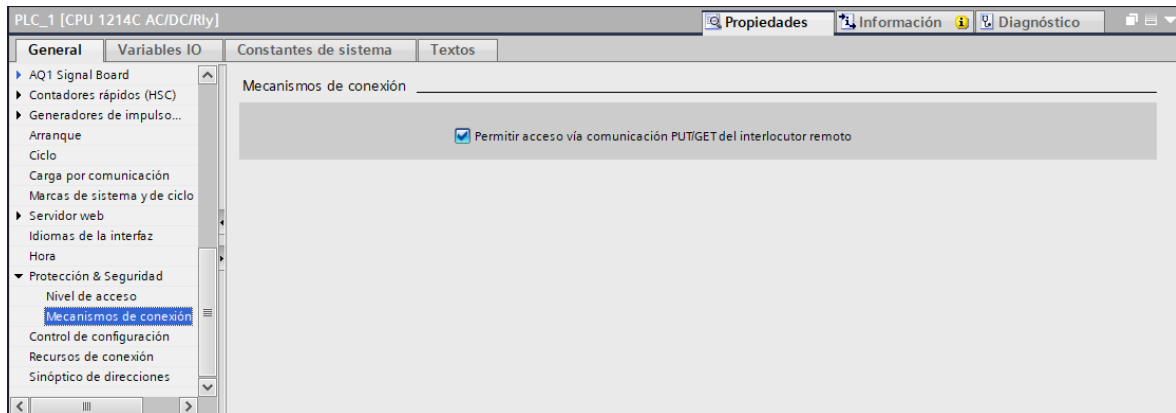 PLC_1 [CPU 1214C AC/DC/Rly]
Propiedades
Información
Diagnóstico
General
Variables IO
Constantes de sistema
Textos
AQ1 Signal Board
Contadores rápidos (HSC)
Generadores de impulso...
Arranque
Ciclo
Carga por comunicación
Marcas de sistema y de ciclo
Servidor web
Idiomas de la interfaz
Hora
Protección & Seguridad
Nivel de acceso
Mecanismos de conexión
Control de configuración
Recursos de conexión
Sinóptico de direcciones
Mecanismos de conexión
Permitir acceso vía comunicación PUT/GET del interlocutor remoto